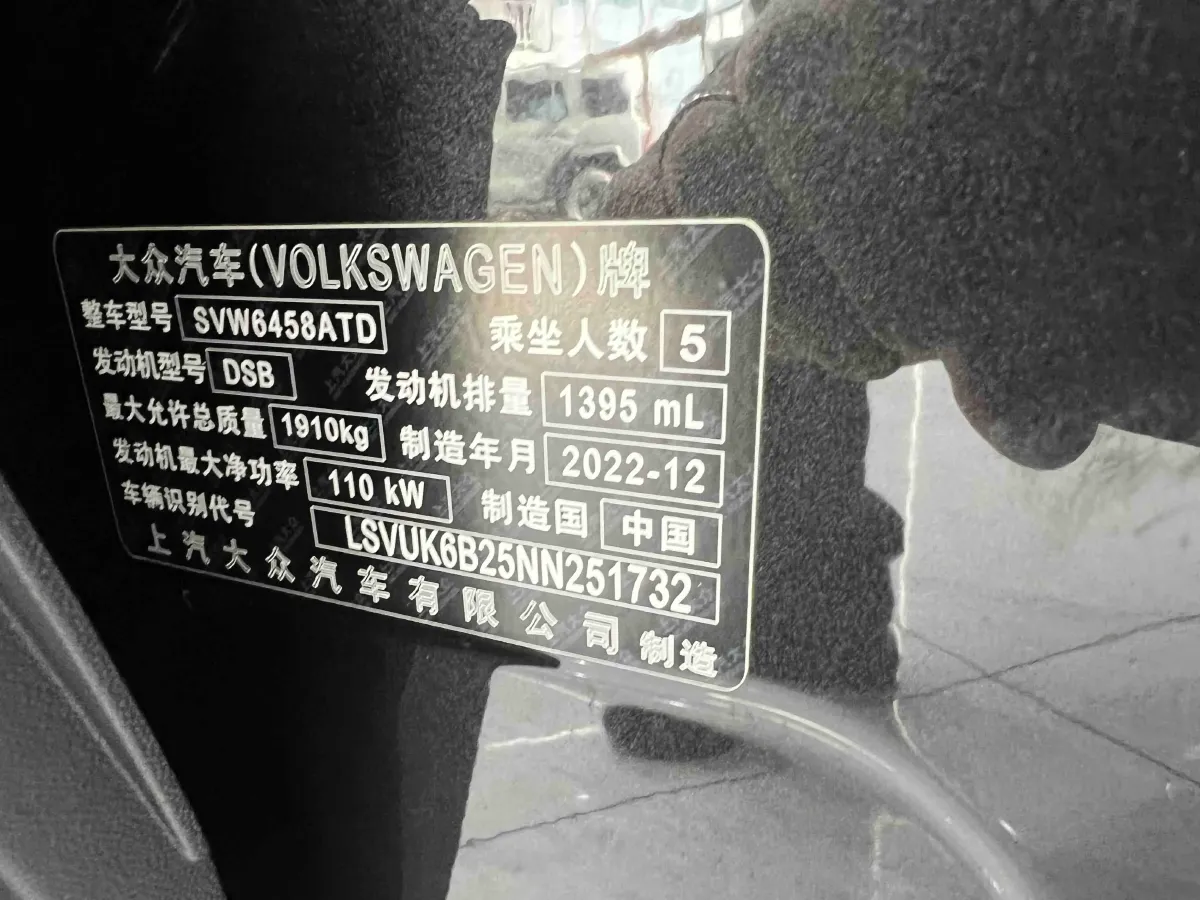 大众汽车(VOLKSWAGEN)牌
整车型号 SVW6458ATD 乘坐人数 5
发动机型号 DSB 发动机排量 1395 mL
最大允许总质量 1910kg 制造年月 2022-12
发动机最大净功率 110 kW 制造国 中国
车辆识别代号 LSVUK6B25NN251732
上汽大众汽车有限公司 制造